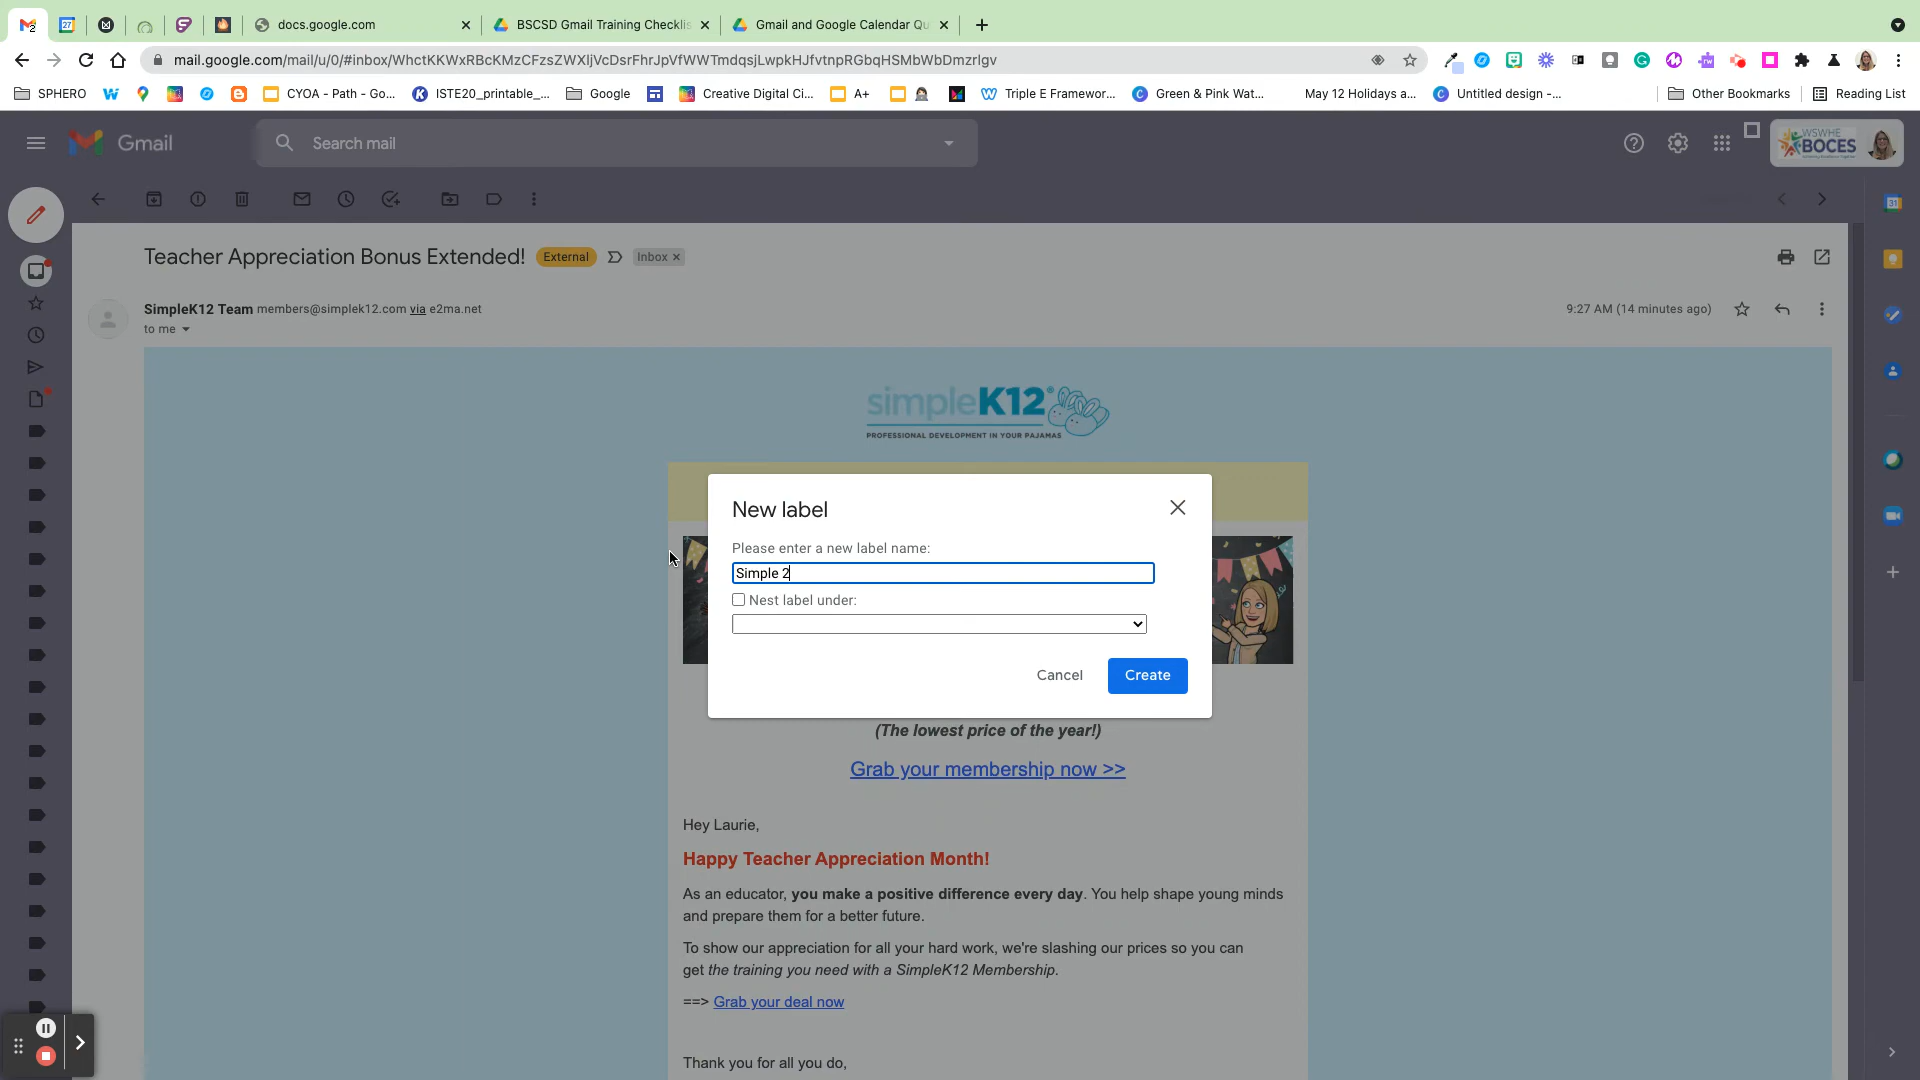 docs.google.com
BSCSD Gmail Training Checklis
Gmail and Google Calendar Qu
mail.google.com/mail/u/0/#inbox/WhctKKWxRBcKMzCFzsZWXljVcDsrFhrJpVfWWTmdqsjLwpkHJfvtnpRGbqHSMbWbDmzrlgv
SPHERO
CYOA - Path - Go...
ISTE20_printable_...
Google
Creative Digital Ci...
A+
Triple E Framewor...
Green & Pink Wat...
May 12 Holidays a...
Untitled design -...
Other Bookmarks
Reading List
Gmail
Search mail
WSWHE
BOCES
Teacher Appreciation Bonus Extended!
External
Inbox ×
SimpleK12 Team members@simplek12.com via e2ma.net
9:27 AM (14 minutes ago)
to me
simpleK12®
PROFESSIONAL DEVELOPMENT IN YOUR PAJAMAS
New label
Please enter a new label name:
Simple 2
Nest label under:
Cancel
Create
(The lowest price of the year!)
Grab your membership now >>
Hey Laurie,
Happy Teacher Appreciation Month!
As an educator, you make a positive difference every day. You help shape young minds
and prepare them for a better future.
To show our appreciation for all your hard work, we're slashing our prices so you can
get the training you need with a SimpleK12 Membership.
==> Grab your deal now
Thank you for all you do,